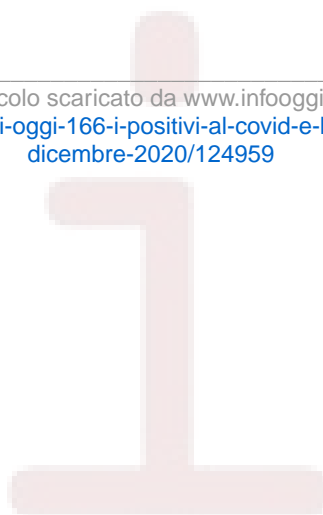 colo scaricato da www.infooggi
i-oggi-166-i-positivi-al-covid-e-l
dicembre-2020/124959